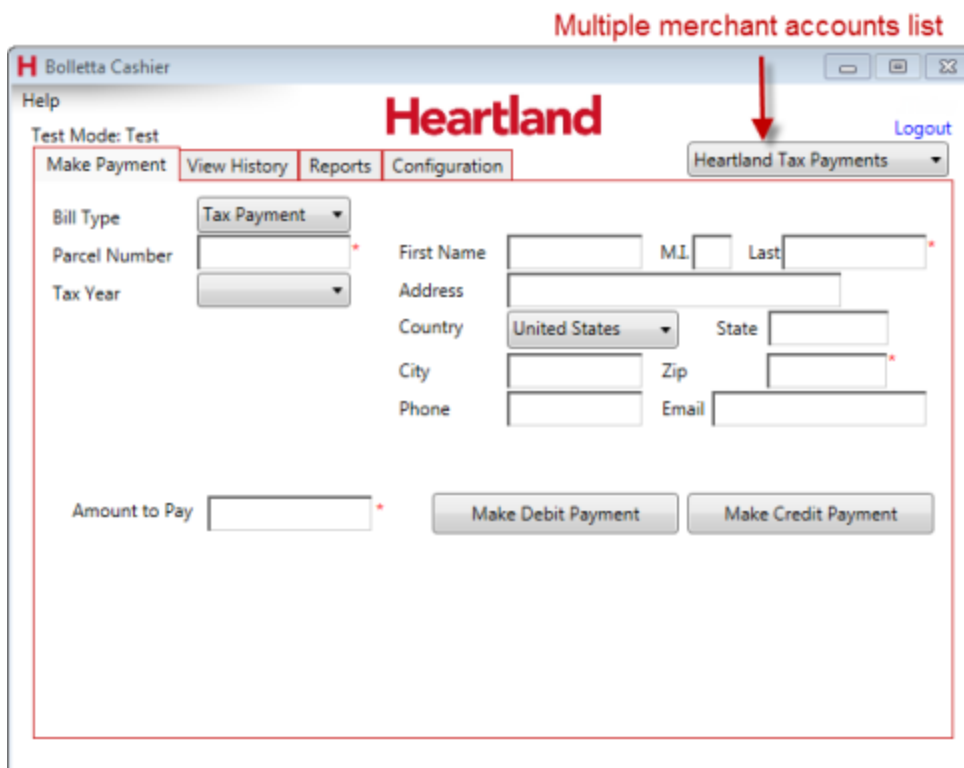 Multiple merchant accounts list
H Bolletta Cashier
Help
Heartland
Logout
Test Mode: Test
Make Payment View History Reports Configuration
Heartland Tax Payments
Bill Type Tax Payment
Parcel Number * First Name M.I. Last *
Tax Year Address
Country United States State
City Zip *
Phone Email
Amount to Pay * Make Debit Payment Make Credit Payment